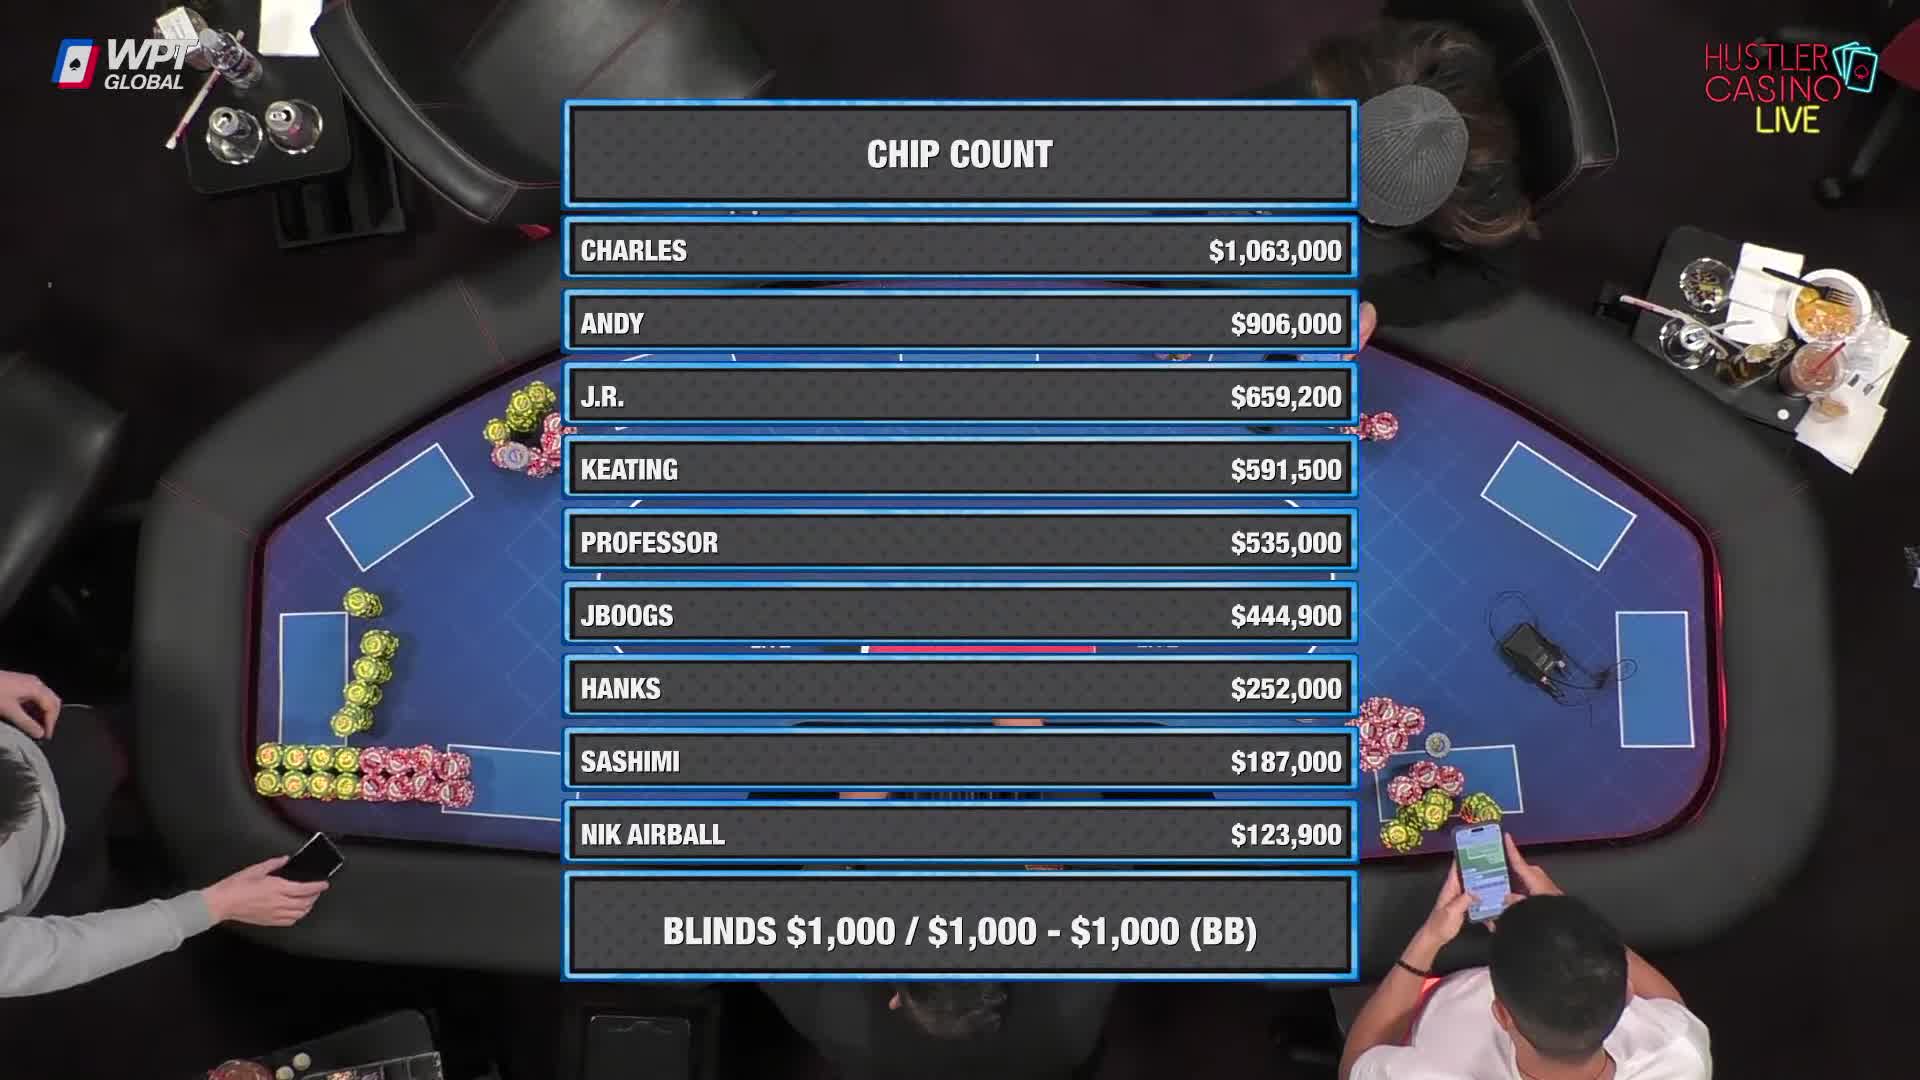 WPT
GLOBAL
HUSTLER
CASINO
LIVE
CHIP COUNT
CHARLES $1,063,000
ANDY $906,000
J.R. $659,200
KEATING $591,500
PROFESSOR $535,000
JBOOGS $444,900
HANKS $252,000
SASHIMI $187,000
NIK AIRBALL $123,900
BLINDS $1,000 / $1,000 - $1,000 (BB)